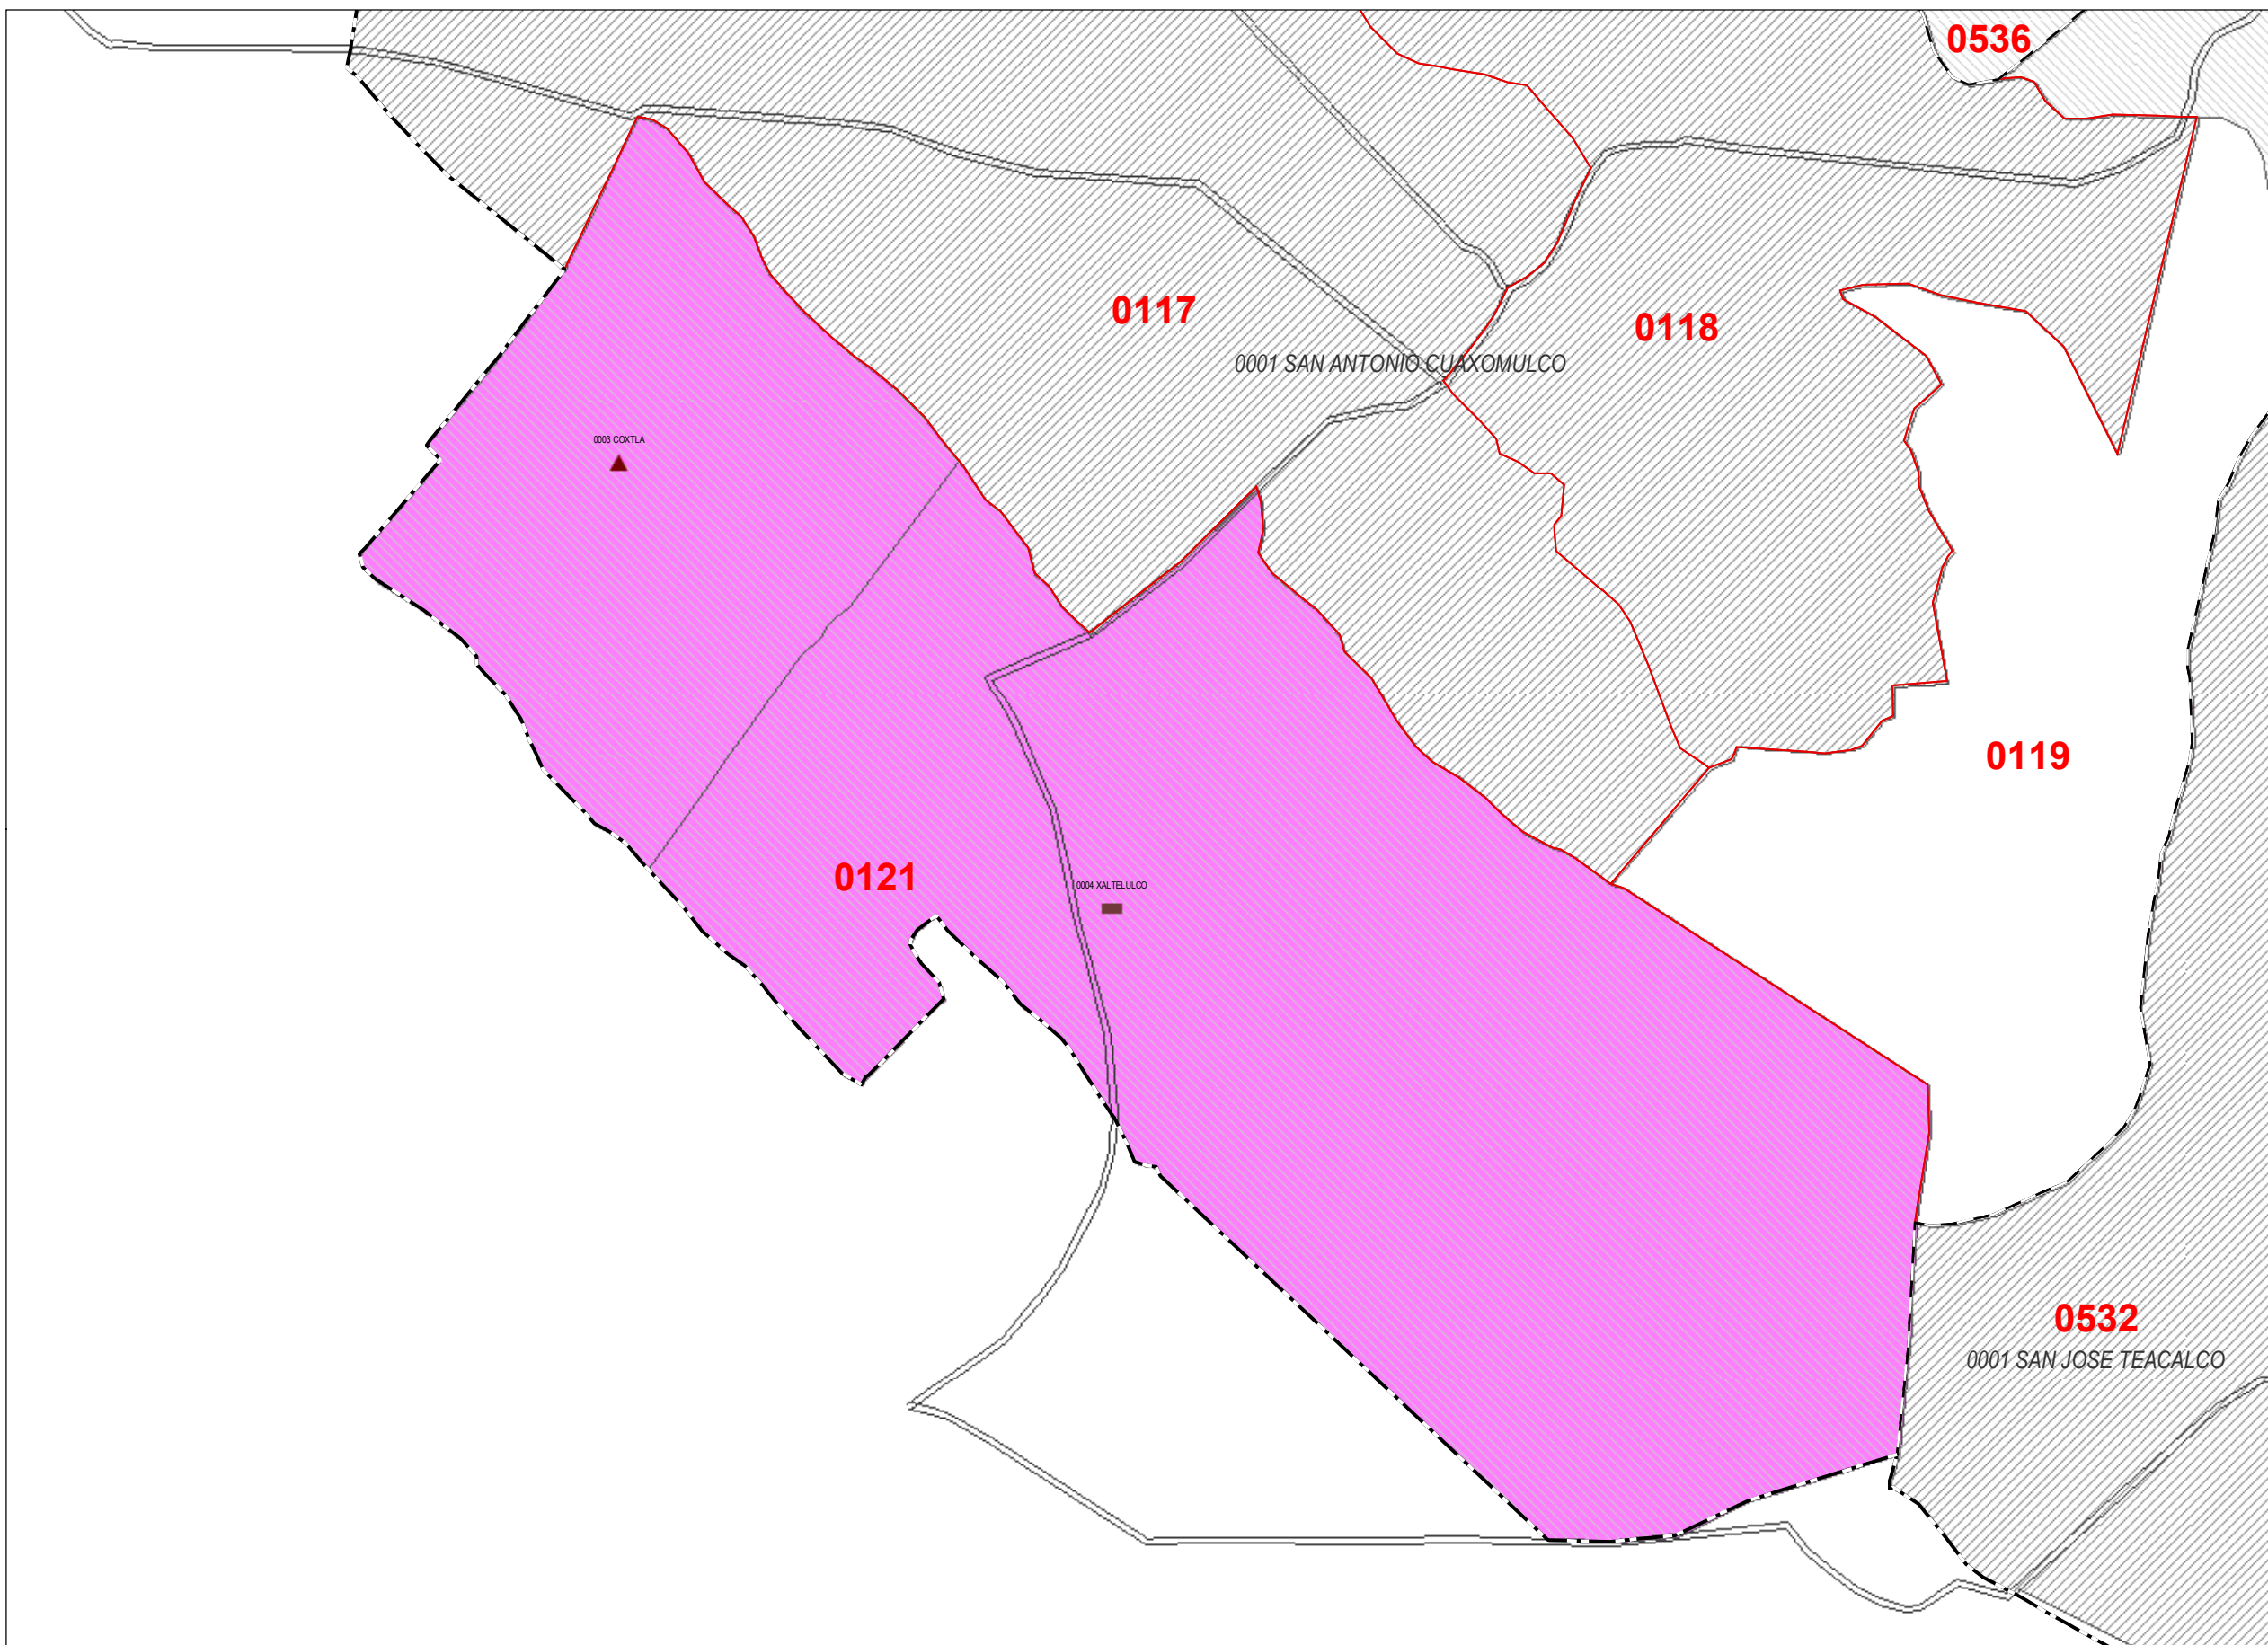 0536
0117
0118
0001 SAN ANTONIO CUAXOMULCO
0003 COXTLA
0119
0121
0004 XALTELULCO
0532
0001 SAN JOSE TEACALCO